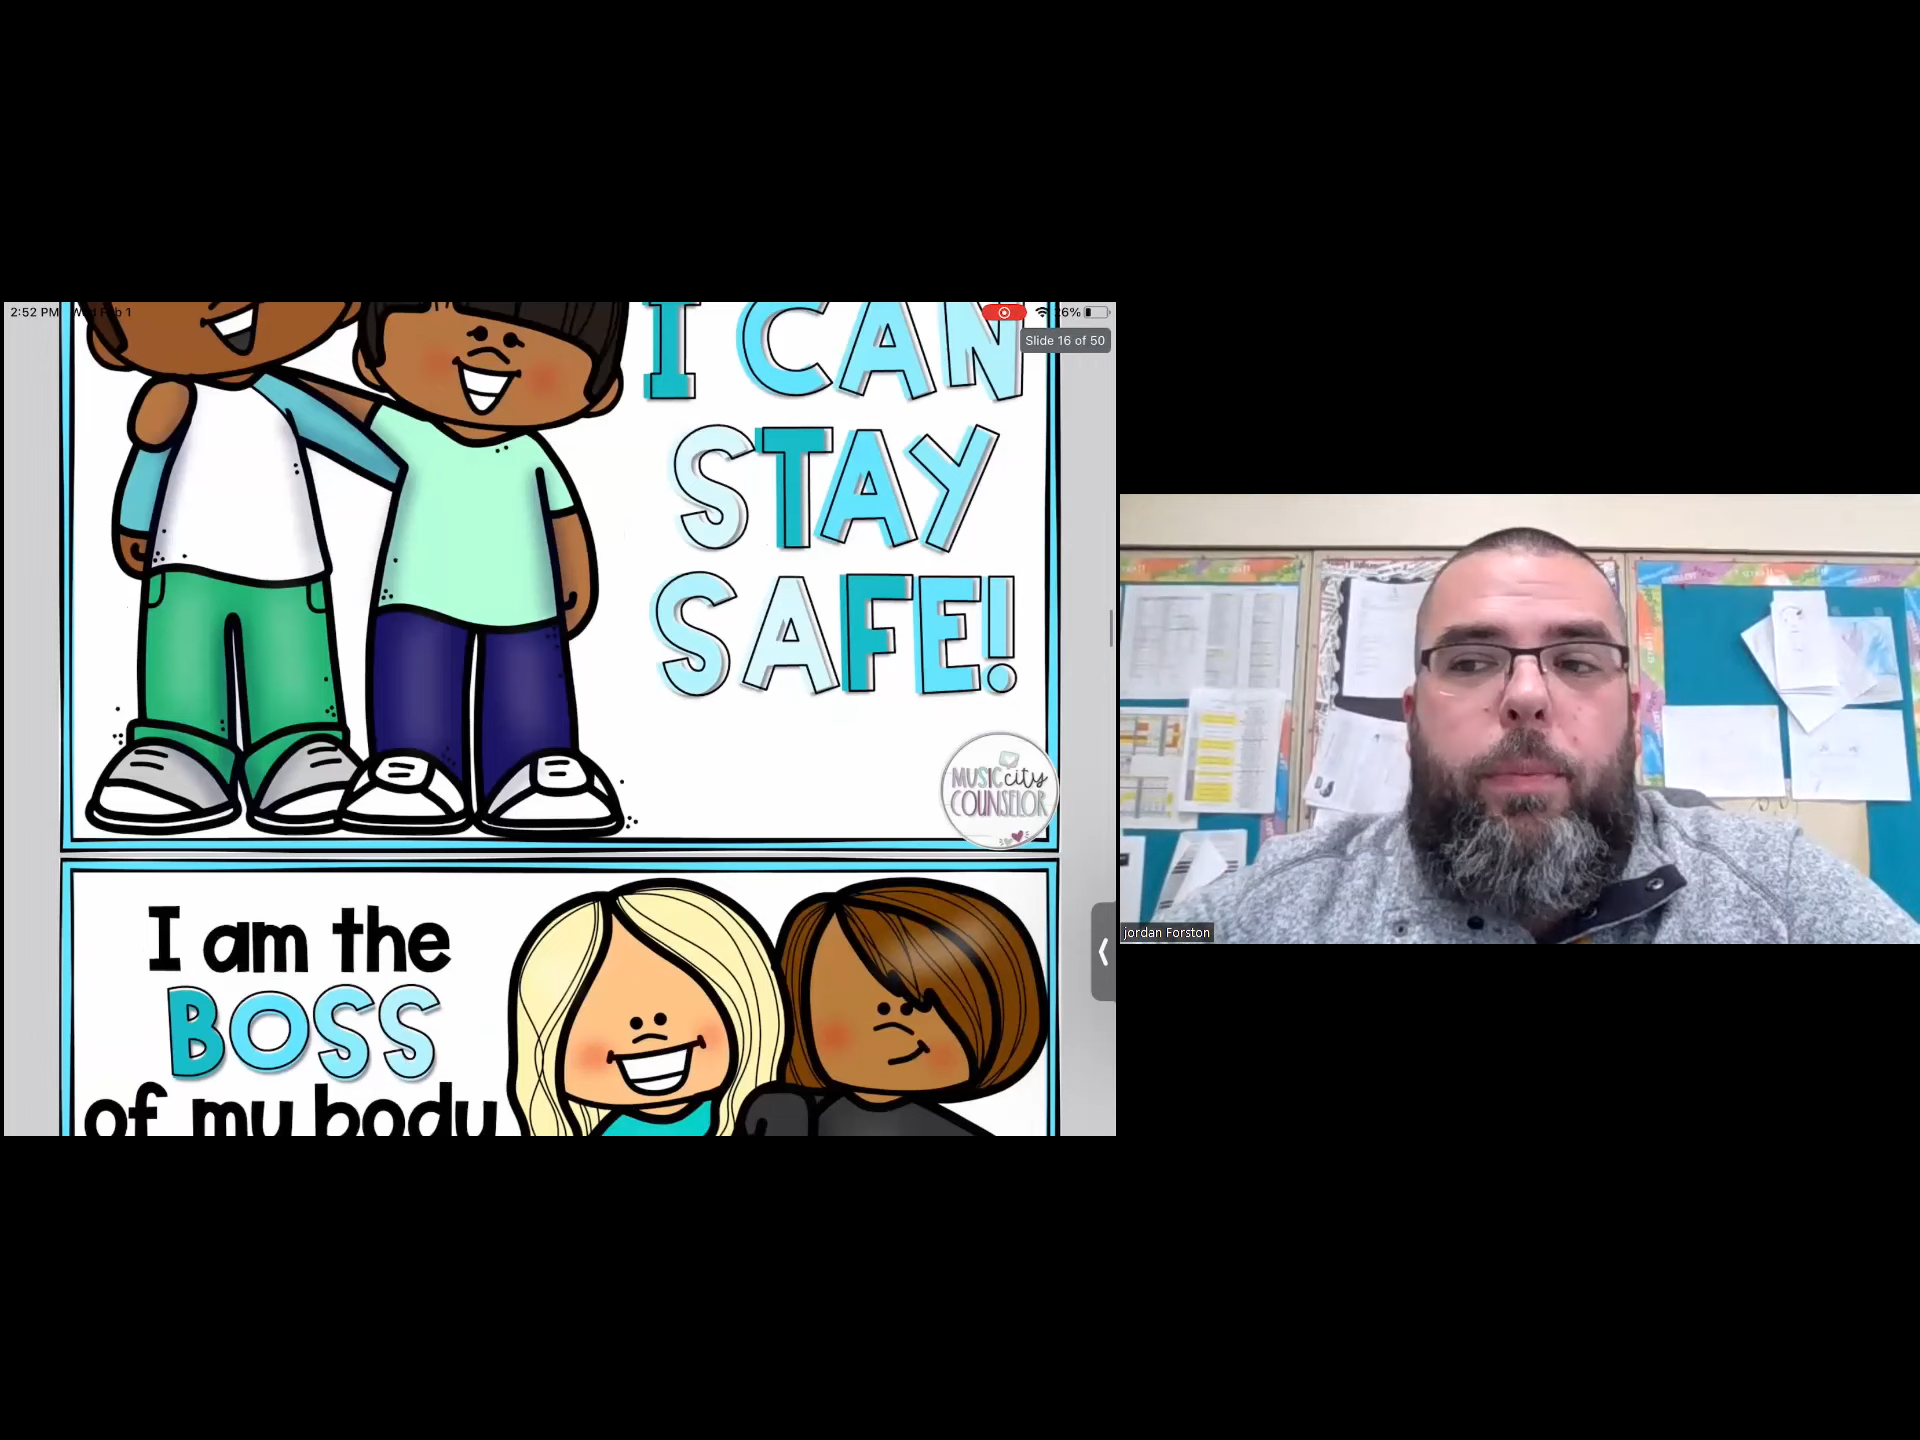 2:52 PM
26%
Slide 16 of 50
I CAN
STAY
SAFE!
MUSIC city
COUNSELOR
I am the
BOSS
of my body
jordan Forston